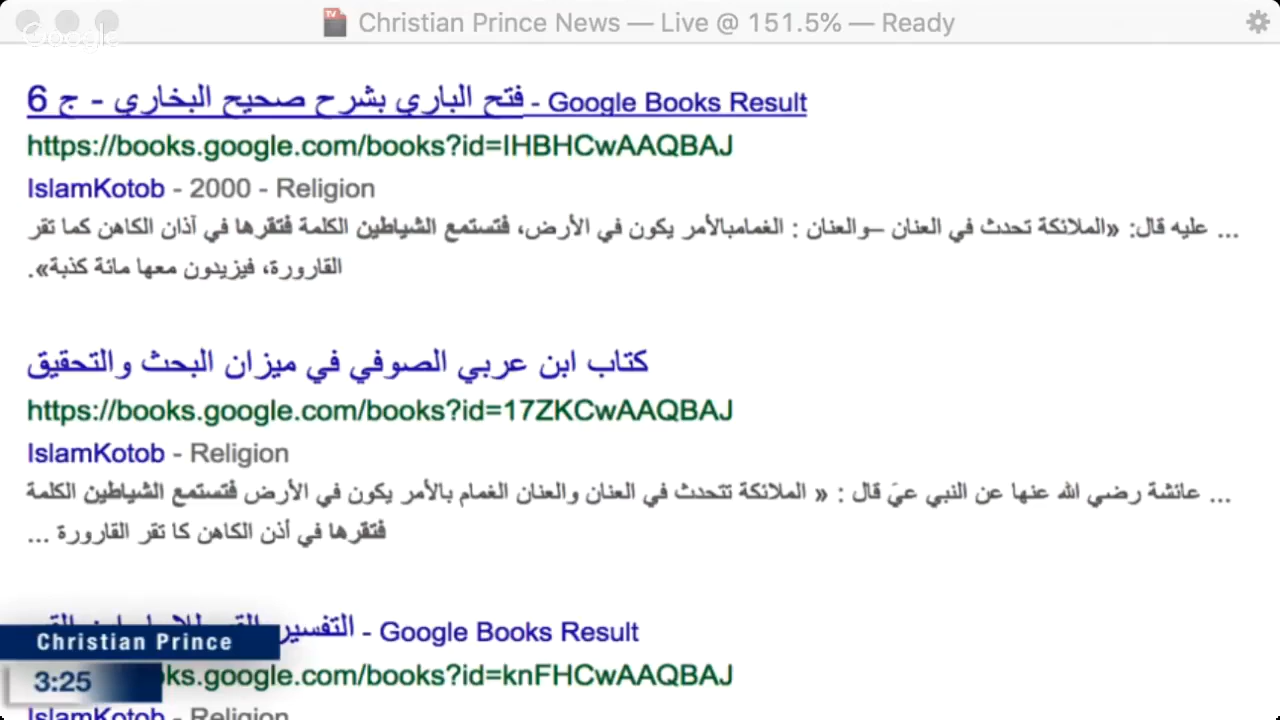 Google
Christian Prince News — Live @ 151.5% — Ready
فتح الباري بشرح صحيح البخاري - ج 6 - Google Books Result
https://books.google.com/books?id=IHBHCwAAQBAJ
IslamKotob - 2000 - Religion
... عليه قال: «الملائكة تحدث في العنان –والعنان : الغمامبالأمر يكون في الأرض، فتستمع الشياطين الكلمة فتقرها في آذان الكاهن كما تقر
القارورة، فيزيدون معها مائة كذبة».
كتاب ابن عربي الصوفي في ميزان البحث والتحقيق
https://books.google.com/books?id=17ZKCwAAQBAJ
IslamKotob - Religion
... عائشة رضي الله عنها عن النبي عيَ قال : « الملائكة تتحدث في العنان والعنان الغمام بالأمر يكون في الأرض فتستمع الشياطين الكلمة
فتقرها في أذن الكاهن كا تقر القارورة ...
التفسير - Google Books Result
Christian Prince
ks.google.com/books?id=knFHCwAAQBAJ
3:25
IslamKotob - Religion